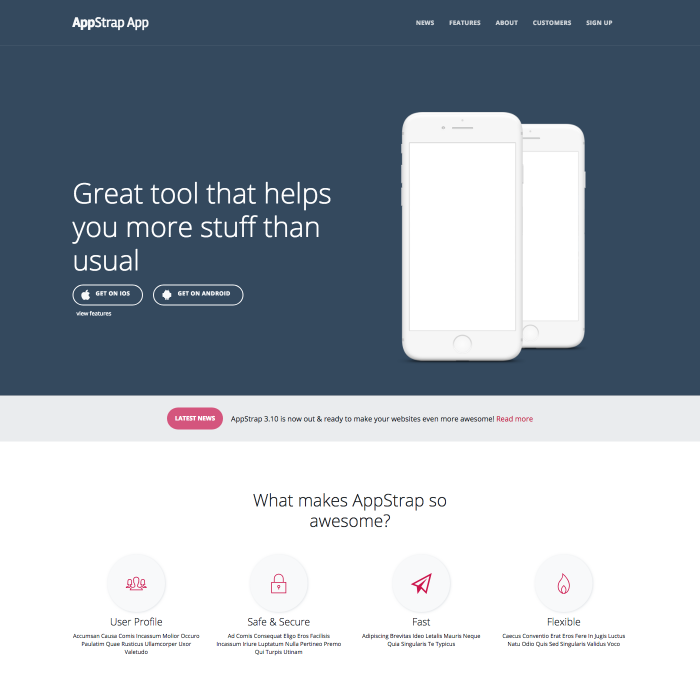 AppStrap App
NEWS FEATURES ABOUT CUSTOMERS SIGN UP
Great tool that helps
you more stuff than
usual
GET ON IOS GET ON ANDROID
view features
LATEST NEWS AppStrap 3.10 is now out & ready to make your websites even more awesome! Read more
What makes AppStrap so
awesome?
User Profile
Accumsan Causa Comis Incassum Molior Occuro
Paulatim Quae Rusticus Ullamcorper Uxor
Valetudo
Safe & Secure
Ad Comis Consequat Eligo Eros Facilisis
Incassum Iriure Luptatum Nulla Pertineo Premo
Qui Turpis Utinam
Fast
Adipiscing Brevitas Ideo Letalis Mauris Neque
Quia Singularis Te Typicus
Flexible
Caecus Conventio Erat Eros Fere In Jugis Luctus
Natu Odio Quis Sed Singularis Validus Voco